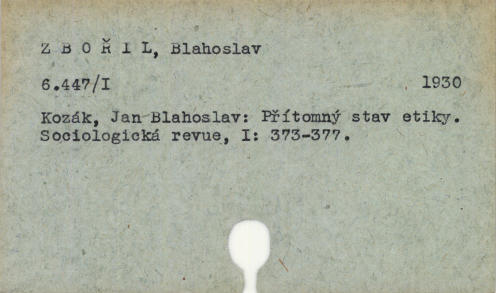 Z B O Ř I L, Blahoslav
6.447/I 1930
Kozák, Jan Blahoslav: Přítomný stav etiky.
Sociologická revue, I: 373-377.